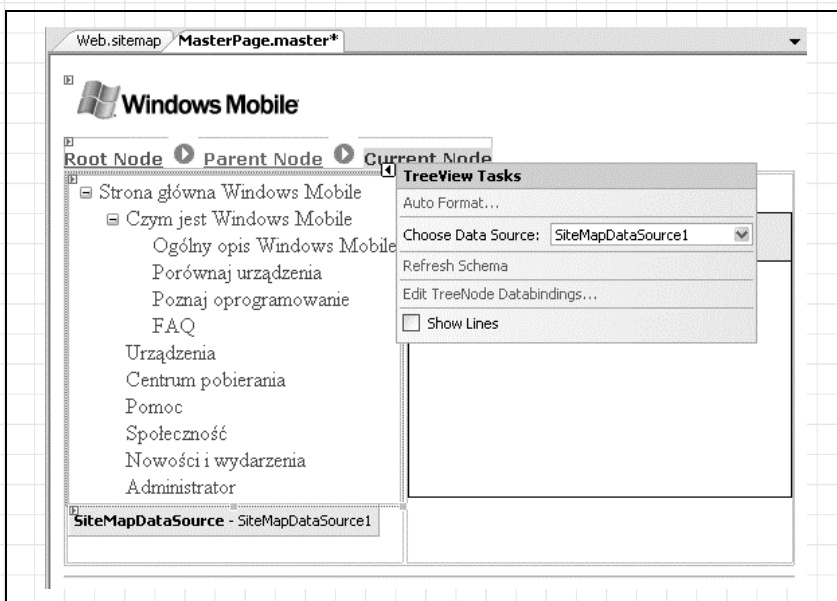 Web.sitemap MasterPage.master*
Windows Mobile
Root Node Parent Node Current Node
TreeView Tasks
Auto Format...
Choose Data Source: SiteMapDataSource1
Refresh Schema
Edit TreeNode Databindings...
Show Lines
Strona główna Windows Mobile
Czym jest Windows Mobile
Ogólny opis Windows Mobile
Porównaj urządzenia
Poznaj oprogramowanie
FAQ
Urządzenia
Centrum pobierania
Pomoc
Społeczność
Nowości i wydarzenia
Administrator
SiteMapDataSource - SiteMapDataSource1